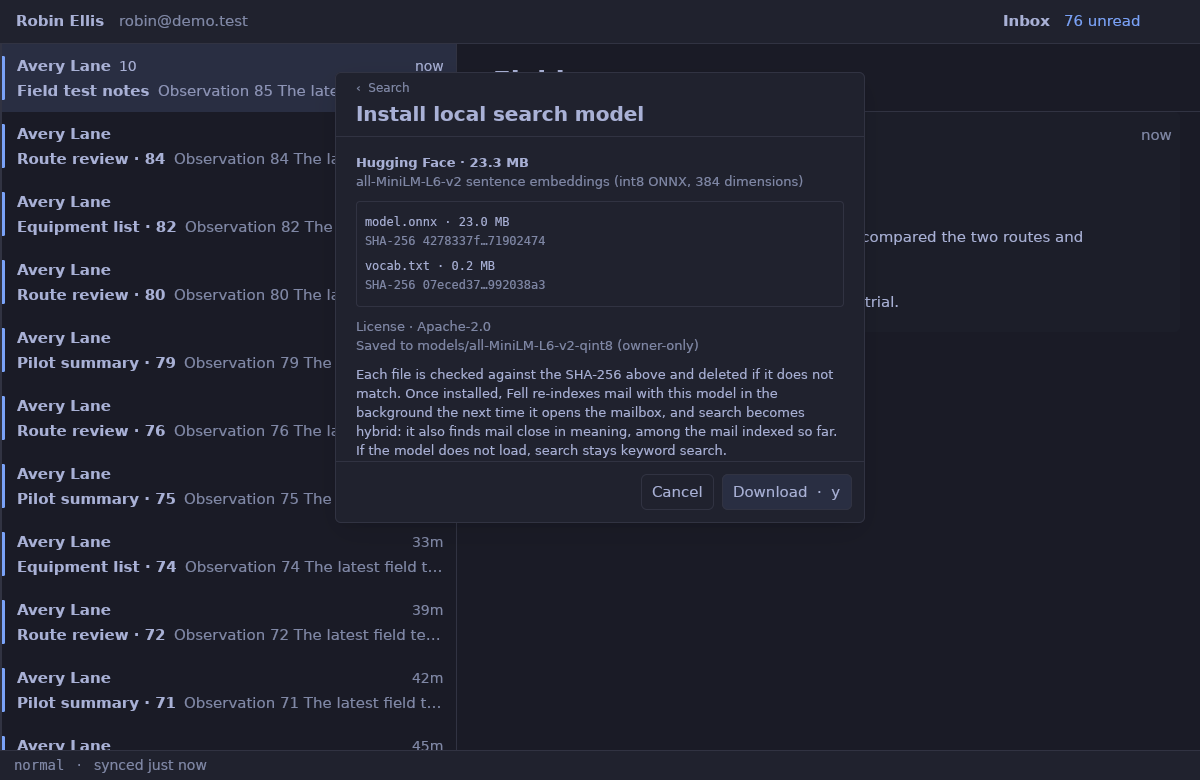 Robin Ellis robin@demo.test
Inbox 76 unread
Avery Lane 10 now
Field test notes Observation 85 The late
Avery Lane
Route review · 84 Observation 84 The la
Avery Lane
Equipment list · 82 Observation 82 The
Avery Lane
Route review · 80 Observation 80 The la
Avery Lane
Pilot summary · 79 Observation 79 The
Avery Lane
Route review · 76 Observation 76 The la
Avery Lane
Pilot summary · 75 Observation 75 The
Avery Lane 33m
Equipment list · 74 Observation 74 The latest field t…
Avery Lane 39m
Route review · 72 Observation 72 The latest field te…
Avery Lane 42m
Pilot summary · 71 Observation 71 The latest field t…
Avery Lane 45m
‹ Search
Install local search model
Hugging Face · 23.3 MB
all-MiniLM-L6-v2 sentence embeddings (int8 ONNX, 384 dimensions)
model.onnx · 23.0 MB
SHA-256 4278337f…71902474
vocab.txt · 0.2 MB
SHA-256 07eced37…992038a3
License · Apache-2.0
Saved to models/all-MiniLM-L6-v2-qint8 (owner-only)
Each file is checked against the SHA-256 above and deleted if it does not
match. Once installed, Fell re-indexes mail with this model in the
background the next time it opens the mailbox, and search becomes
hybrid: it also finds mail close in meaning, among the mail indexed so far.
If the model does not load, search stays keyword search.
Cancel
Download · y
now
compared the two routes and
trial.
normal · synced just now